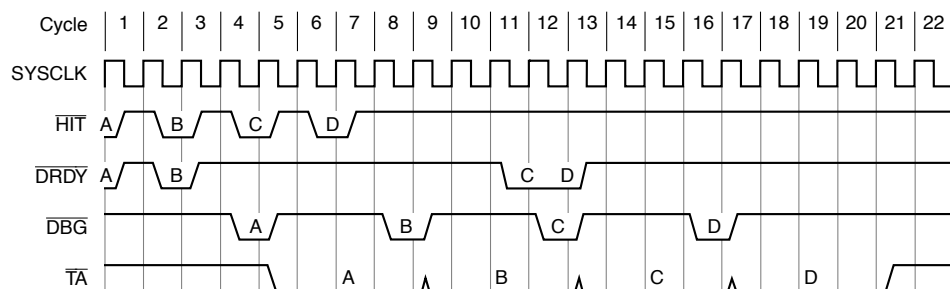 Cycle 1 2 3 4 5 6 7 8 9 10 11 12 13 14 15 16 17 18 19 20 21 22
SYSCLK
HIT A B C D
DRDY A B C D
DBG A B C D
TA A B C D